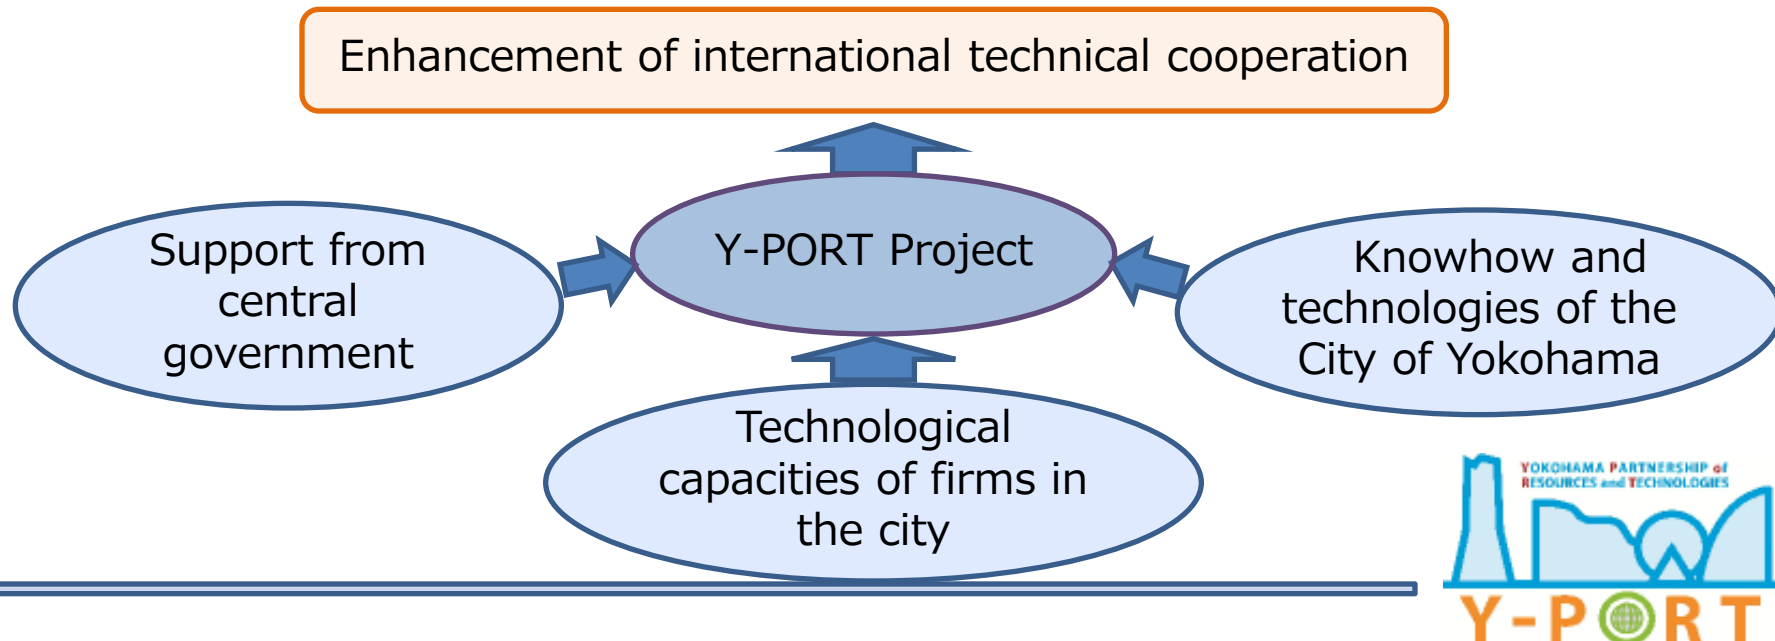 Enhancement of international technical cooperation
Y-PORT Project
Support from
central
government
Knowhow and
technologies of the
City of Yokohama
Technological
capacities of firms in
the city
YOKOHAMA PARTNERSHIP of
RESOURCES and TECHNOLOGIES
Y-PORT